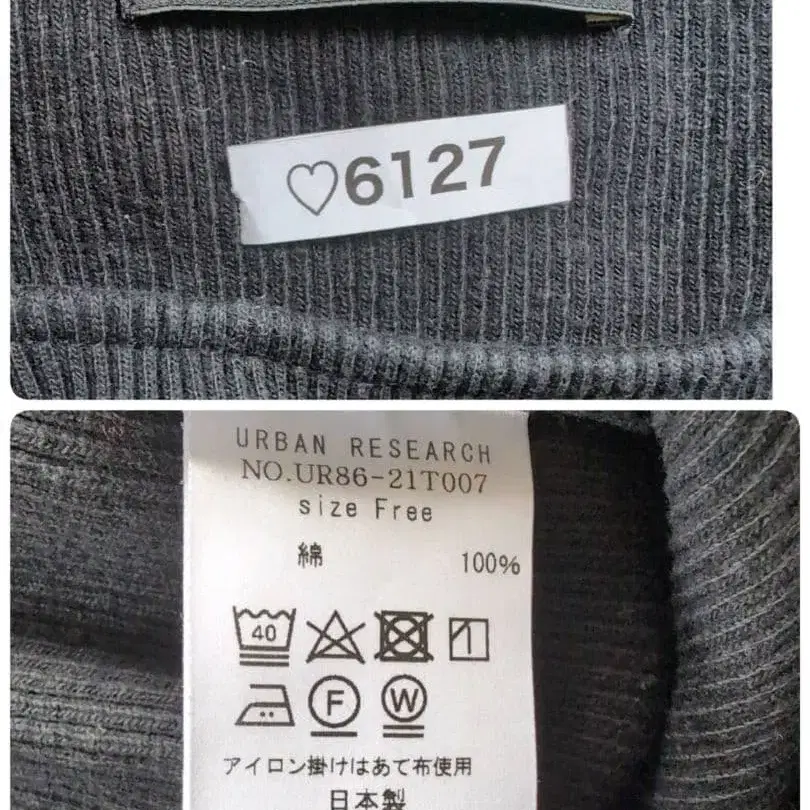 ♡6127
URBAN RESEARCH
NO.UR86-21T007
size Free
綿 100%
40
F W
アイロン掛けはあて布使用
日本製